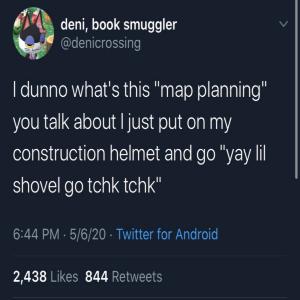 deni, book smuggler
@denicrossing
I dunno what's this "map planning"
you talk about I just put on my
construction helmet and go "yay lil
shovel go tchk tchk"
6:44 PM · 5/6/20 · Twitter for Android
2,438 Likes 844 Retweets